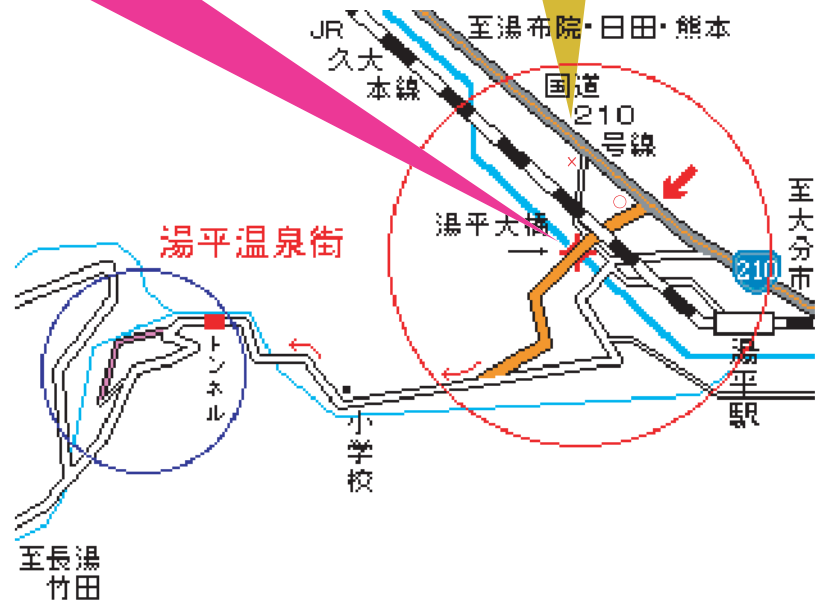 JR
久大
本線
至湯布院・日田・熊本
国道
210
号線
湯平大橋
至大分市
湯平温泉街
210
トンネル
湯平駅
小学校
至長湯
竹田